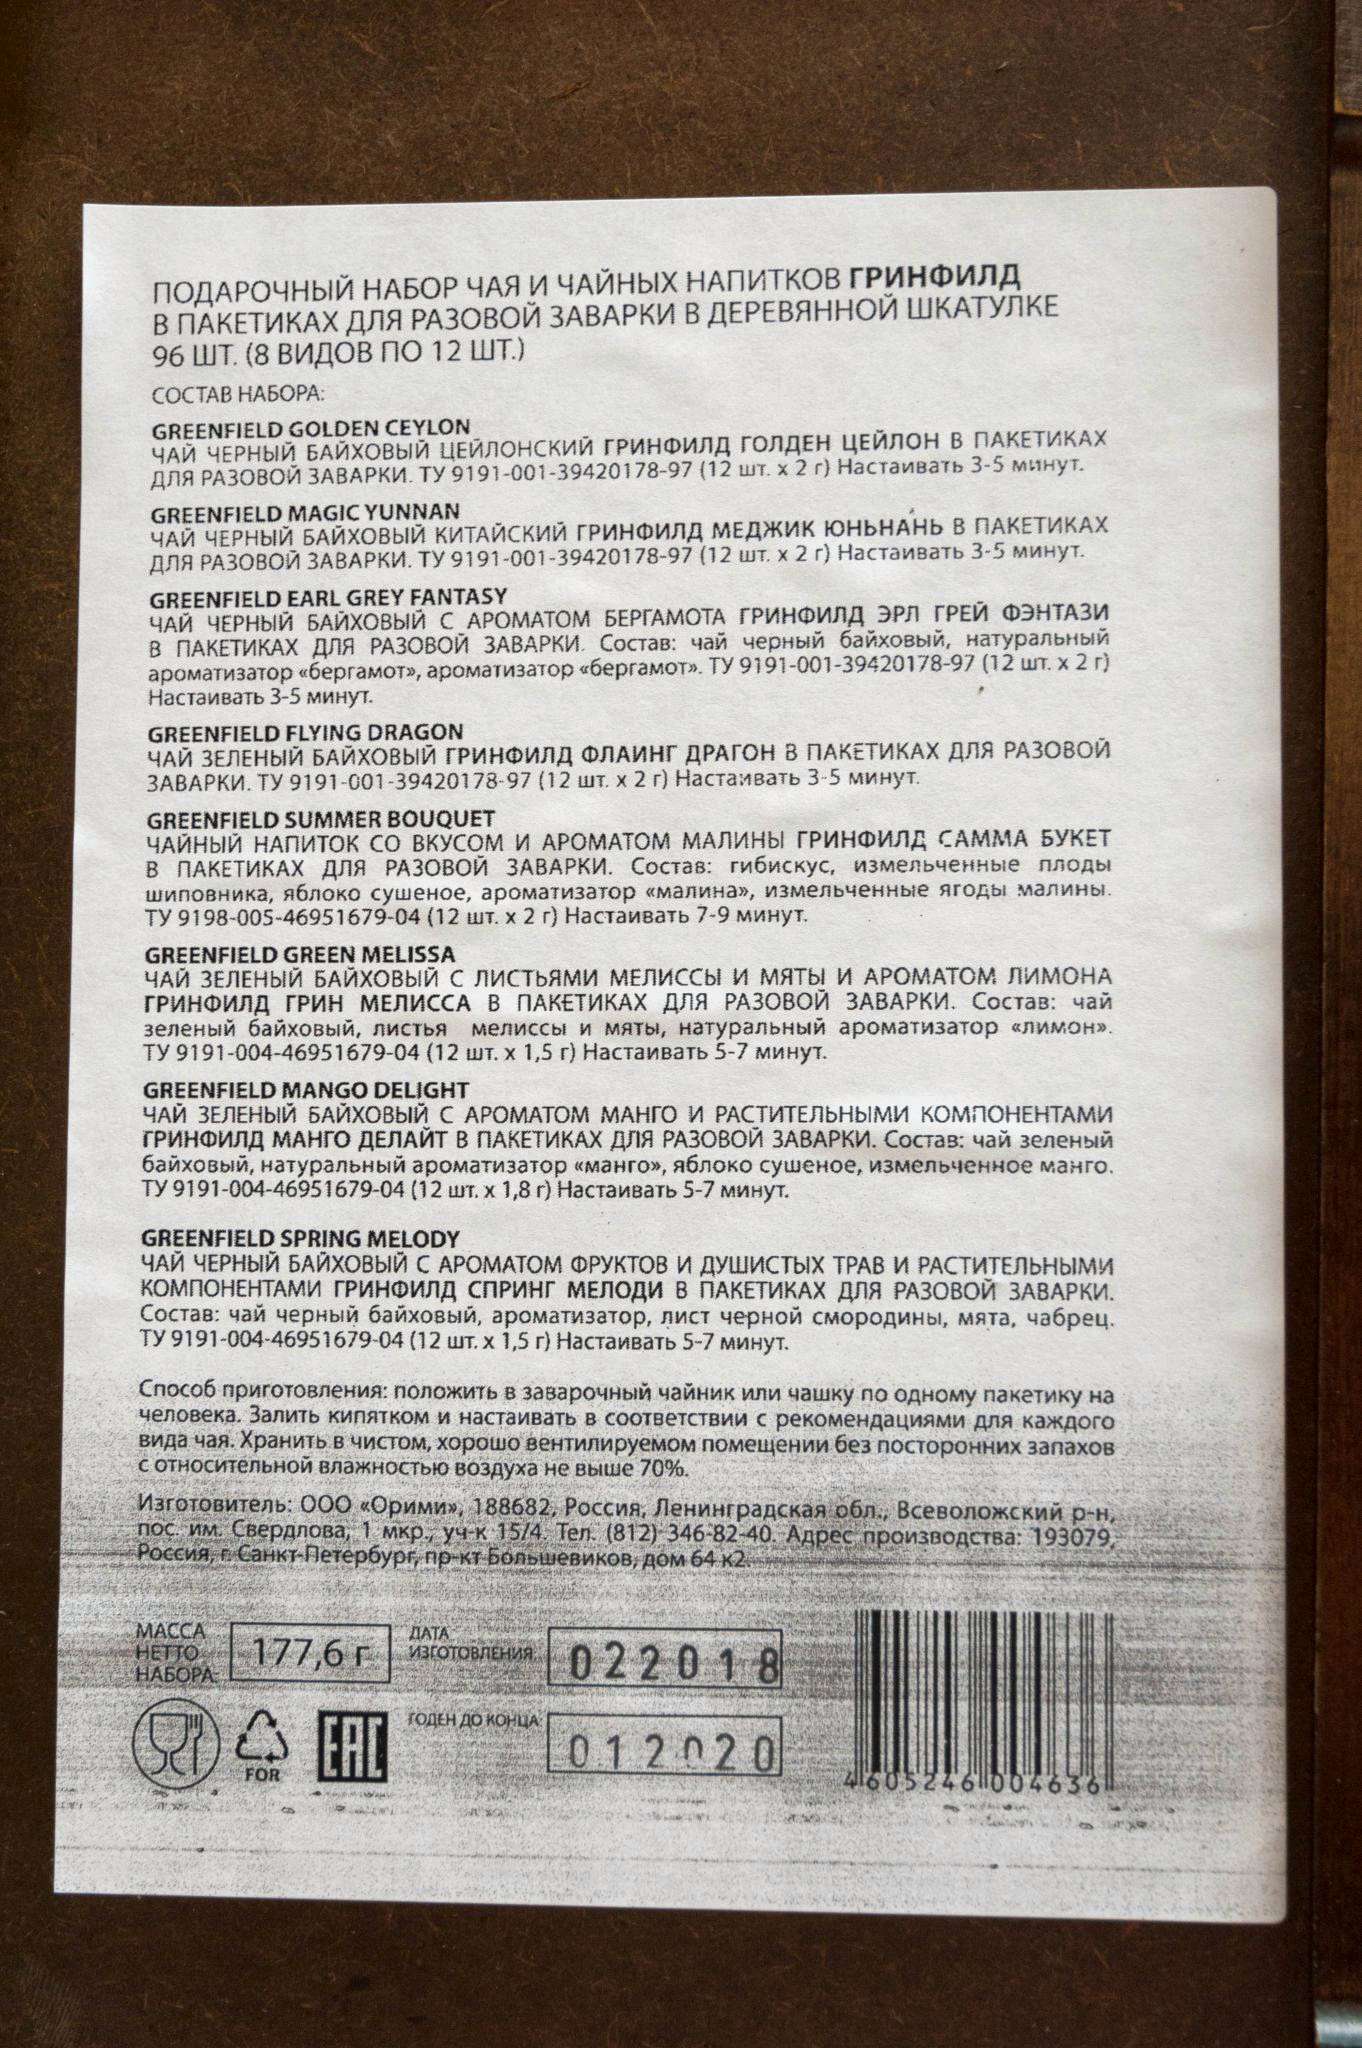 ПОДАРОЧНЫЙ НАБОР ЧАЯ И ЧАЙНЫХ НАПИТКОВ ГРИНФИЛД
В ПАКЕТИКАХ ДЛЯ РАЗОВОЙ ЗАВАРКИ В ДЕРЕВЯННОЙ ШКАТУЛКЕ
96 ШТ. (8 ВИДОВ ПО 12 ШТ.)
СОСТАВ НАБОРА:
GREENFIELD GOLDEN CEYLON
ЧАЙ ЧЕРНЫЙ БАЙХОВЫЙ ЦЕЙЛОНСКИЙ ГРИНФИЛД ГОЛДЕН ЦЕЙЛОН В ПАКЕТИКАХ
ДЛЯ РАЗОВОЙ ЗАВАРКИ. ТУ 9191-001-39420178-97 (12 шт. х 2 г) Настаивать 3-5 минут.
GREENFIELD MAGIC YUNNAN
ЧАЙ ЧЕРНЫЙ БАЙХОВЫЙ КИТАЙСКИЙ ГРИНФИЛД МЕДЖИК ЮНЬНАНЬ В ПАКЕТИКАХ
ДЛЯ РАЗОВОЙ ЗАВАРКИ. ТУ 9191-001-39420178-97 (12 шт. х 2 г) Настаивать 3-5 минут.
GREENFIELD EARL GREY FANTASY
ЧАЙ ЧЕРНЫЙ БАЙХОВЫЙ С АРОМАТОМ БЕРГАМОТА ГРИНФИЛД ЭРЛ ГРЕЙ ФЭНТАЗИ
В ПАКЕТИКАХ ДЛЯ РАЗОВОЙ ЗАВАРКИ. Состав: чай черный байховый, натуральный
ароматизатор «бергамот», ароматизатор «бергамот». ТУ 9191-001-39420178-97 (12 шт. х 2 г)
Настаивать 3-5 минут.
GREENFIELD FLYING DRAGON
ЧАЙ ЗЕЛЕНЫЙ БАЙХОВЫЙ ГРИНФИЛД ФЛАИНГ ДРАГОН В ПАКЕТИКАХ ДЛЯ РАЗОВОЙ
ЗАВАРКИ. ТУ 9191-001-39420178-97 (12 шт. х 2 г) Настаивать 3-5 минут.
GREENFIELD SUMMER BOUQUET
ЧАЙНЫЙ НАПИТОК СО ВКУСОМ И АРОМАТОМ МАЛИНЫ ГРИНФИЛД САММА БУКЕТ
В ПАКЕТИКАХ ДЛЯ РАЗОВОЙ ЗАВАРКИ. Состав: гибискус, измельченные плоды
шиповника, яблоко сушеное, ароматизатор «малина», измельченные ягоды малины.
ТУ 9198-005-46951679-04 (12 шт. х 2 г) Настаивать 7-9 минут.
GREENFIELD GREEN MELISSA
ЧАЙ ЗЕЛЕНЫЙ БАЙХОВЫЙ С ЛИСТЬЯМИ МЕЛИССЫ И МЯТЫ И АРОМАТОМ ЛИМОНА
ГРИНФИЛД ГРИН МЕЛИССА В ПАКЕТИКАХ ДЛЯ РАЗОВОЙ ЗАВАРКИ. Состав: чай
зеленый байховый, листья мелиссы и мяты, натуральный ароматизатор «лимон».
ТУ 9191-004-46951679-04 (12 шт. х 1,5 г) Настаивать 5-7 минут.
GREENFIELD MANGO DELIGHT
ЧАЙ ЗЕЛЕНЫЙ БАЙХОВЫЙ С АРОМАТОМ МАНГО И РАСТИТЕЛЬНЫМИ КОМПОНЕНТАМИ
ГРИНФИЛД МАНГО ДЕЛАЙТ В ПАКЕТИКАХ ДЛЯ РАЗОВОЙ ЗАВАРКИ. Состав: чай зеленый
байховый, натуральный ароматизатор «манго», яблоко сушеное, измельченное манго.
ТУ 9191-004-46951679-04 (12 шт. х 1,8 г) Настаивать 5-7 минут.
GREENFIELD SPRING MELODY
ЧАЙ ЧЕРНЫЙ БАЙХОВЫЙ С АРОМАТОМ ФРУКТОВ И ДУШИСТЫХ ТРАВ И РАСТИТЕЛЬНЫМИ
КОМПОНЕНТАМИ ГРИНФИЛД СПРИНГ МЕЛОДИ В ПАКЕТИКАХ ДЛЯ РАЗОВОЙ ЗАВАРКИ.
Состав: чай черный байховый, ароматизатор, лист черной смородины, мята, чабрец.
ТУ 9191-004-46951679-04 (12 шт. х 1,5 г) Настаивать 5-7 минут.
Способ приготовления: положить в заварочный чайник или чашку по одному пакетику на
человека. Залить кипятком и настаивать в соответствии с рекомендациями для каждого
вида чая. Хранить в чистом, хорошо вентилируемом помещении без посторонних запахов
с относительной влажностью воздуха не выше 70%.
Изготовитель: ООО «Орими», 188682, Россия, Ленинградская обл., Всеволожский р-н,
пос. им. Свердлова, 1 мкр., уч-к 15/4. Тел. (812) 346-82-40. Адрес производства: 193079,
Россия, г. Санкт-Петербург, пр-кт Большевиков, дом 64 к2.
МАССА
НЕТТО
НАБОРА
177,6 г
ДАТА
ИЗГОТОВЛЕНИЯ:
022018
FOR
EAC
ГОДЕН ДО КОНЦА:
012020
4605246004636